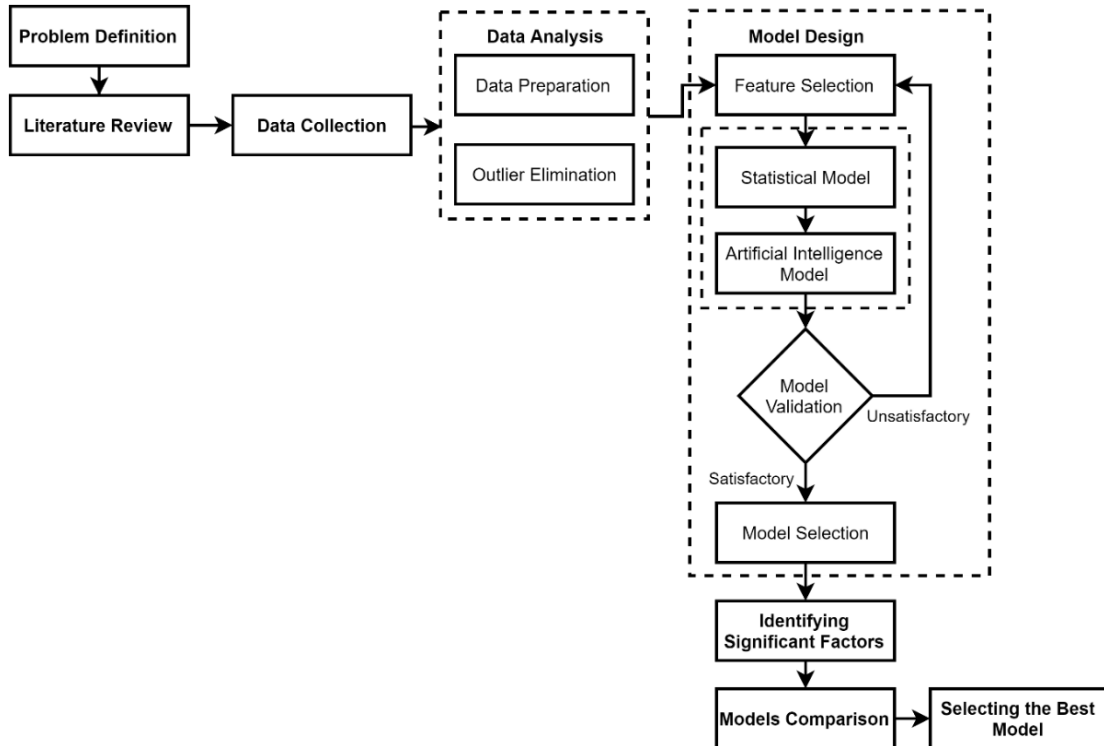 Problem Definition
Literature Review
Data Collection
Data Analysis
Data Preparation
Outlier Elimination
Model Design
Feature Selection
Statistical Model
Artificial Intelligence
Model
Model
Validation
Unsatisfactory
Satisfactory
Model Selection
Identifying
Significant Factors
Models Comparison
Selecting the Best
Model